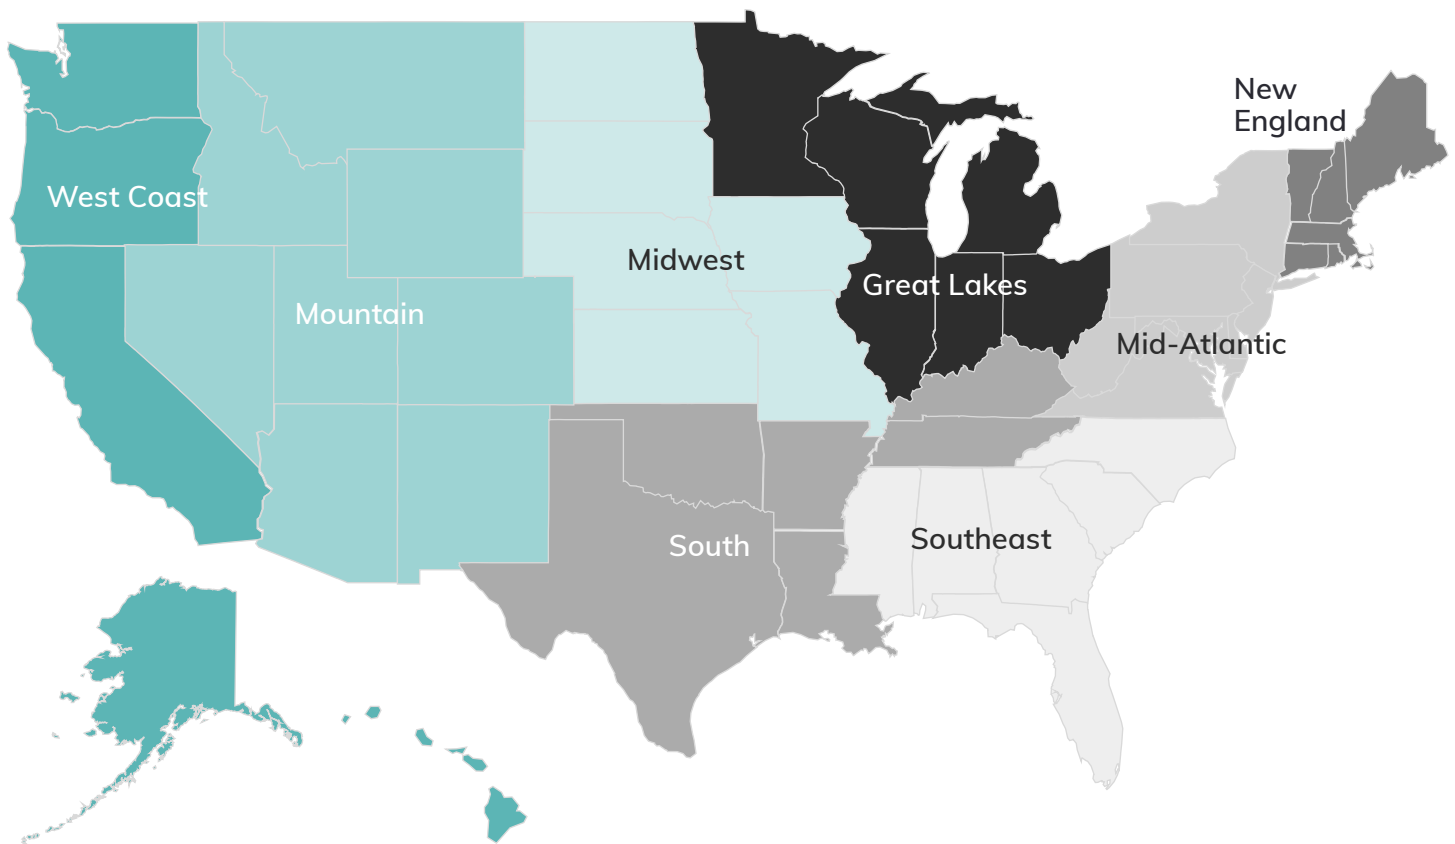 New
England
West Coast
Midwest
Great Lakes
Mountain
Mid-Atlantic
Southeast
South